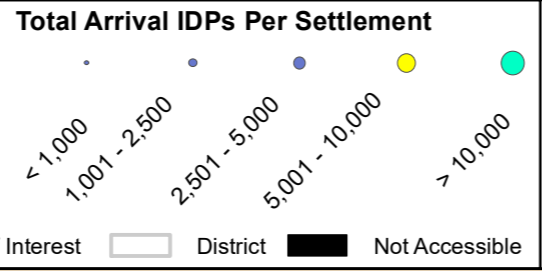 Total Arrival IDPs Per Settlement
< 1,000
1,001 - 2,500
2,501 - 5,000
5,001 - 10,000
> 10,000
Interest District Not Accessible